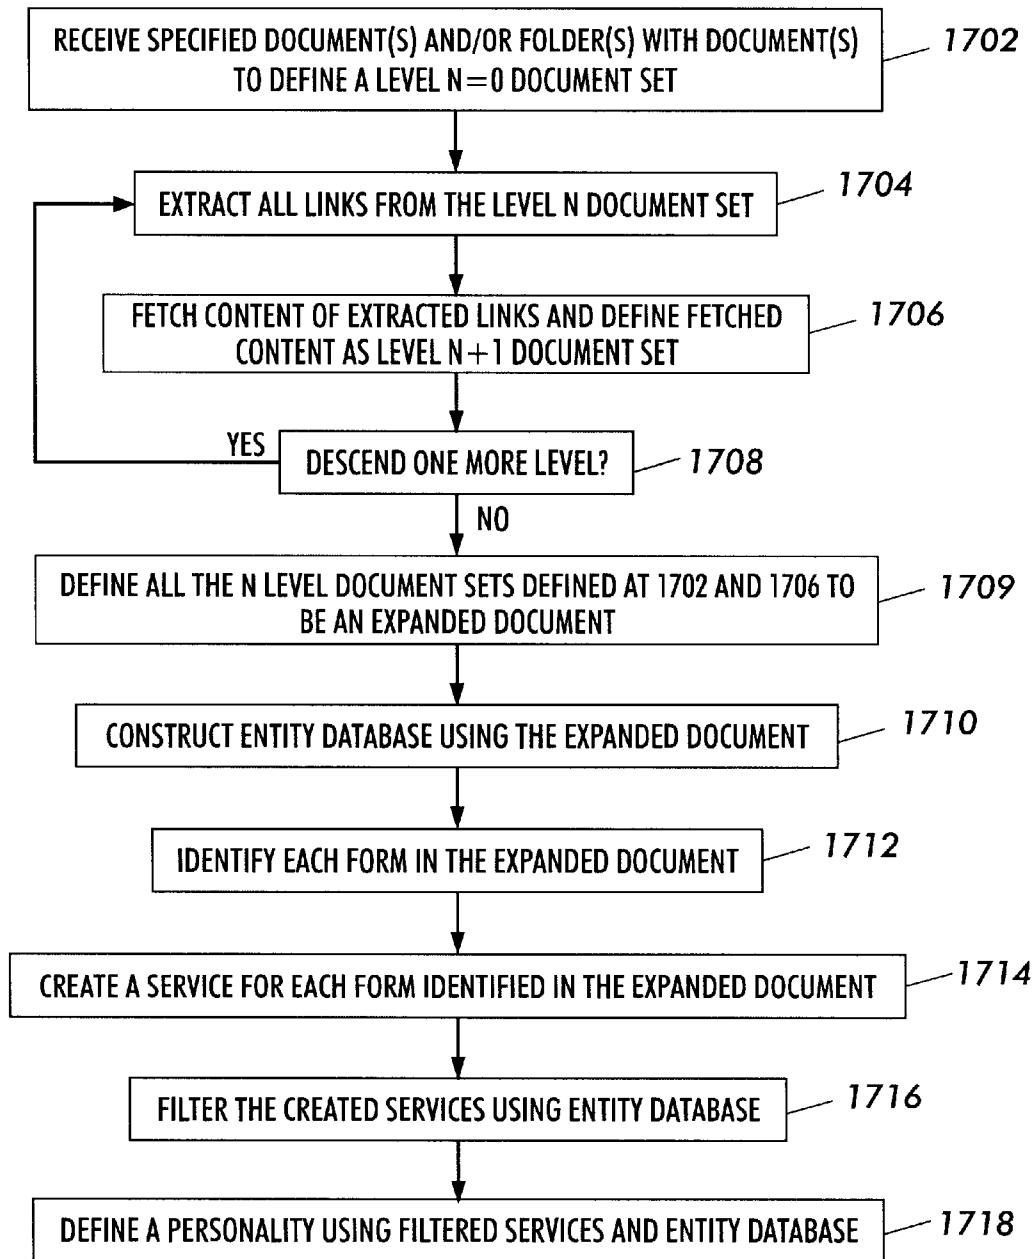 RECEIVE SPECIFIED DOCUMENT(S) AND/OR FOLDER(S) WITH DOCUMENT(S)
TO DEFINE A LEVEL N=0 DOCUMENT SET
1702
EXTRACT ALL LINKS FROM THE LEVEL N DOCUMENT SET
1704
FETCH CONTENT OF EXTRACTED LINKS AND DEFINE FETCHED
CONTENT AS LEVEL N+1 DOCUMENT SET
1706
YES
DESCEND ONE MORE LEVEL?
1708
NO
DEFINE ALL THE N LEVEL DOCUMENT SETS DEFINED AT 1702 AND 1706 TO
BE AN EXPANDED DOCUMENT
1709
CONSTRUCT ENTITY DATABASE USING THE EXPANDED DOCUMENT
1710
IDENTIFY EACH FORM IN THE EXPANDED DOCUMENT
1712
CREATE A SERVICE FOR EACH FORM IDENTIFIED IN THE EXPANDED DOCUMENT
1714
FILTER THE CREATED SERVICES USING ENTITY DATABASE
1716
DEFINE A PERSONALITY USING FILTERED SERVICES AND ENTITY DATABASE
1718